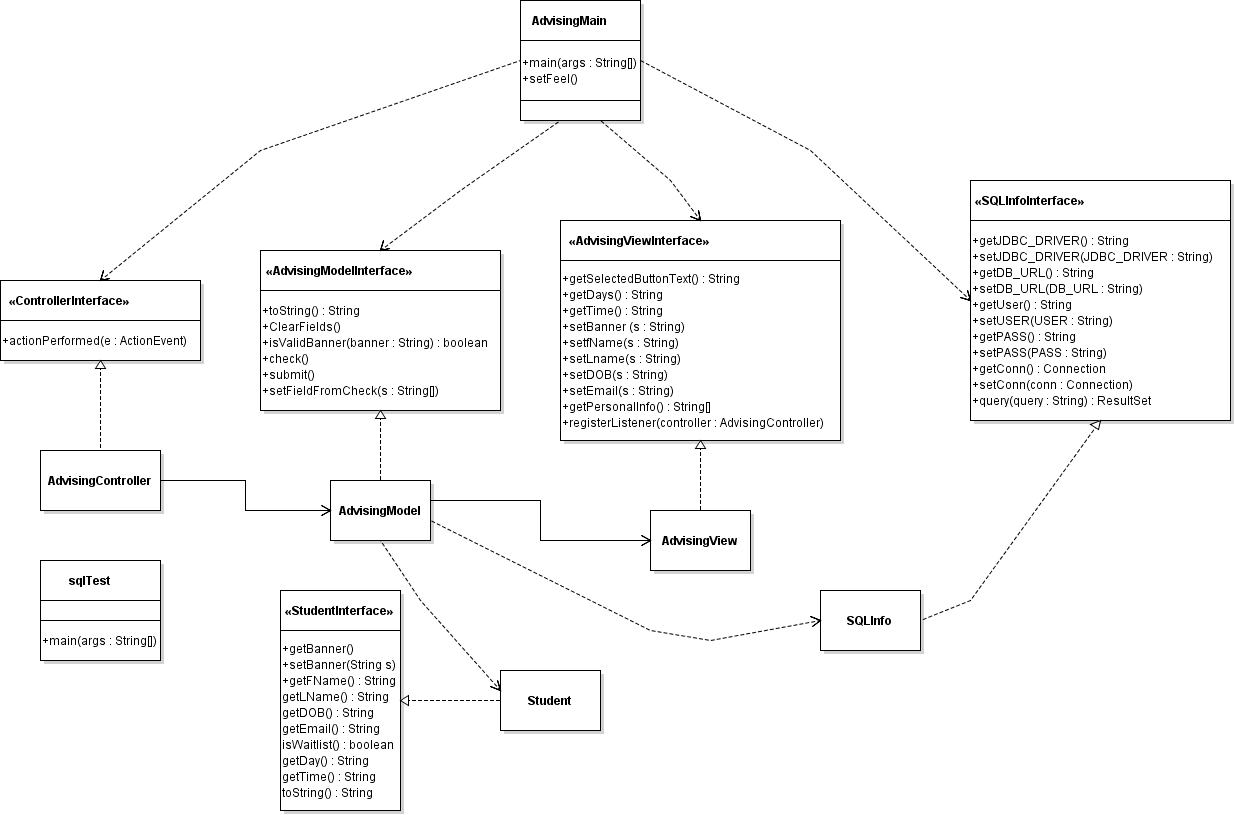 AdvisingMain
+main(args : String[])
+setFeel()
«SQLInfoInterface»
+getJDBC_DRIVER() : String
+setJDBC_DRIVER(JDBC_DRIVER : String)
+getDB_URL() : String
+setDB_URL(DB_URL : String)
+getUser() : String
+setUSER(USER : String)
+getPASS() : String
+setPASS(PASS : String)
+getConn() : Connection
+setConn(conn : Connection)
+query(query : String) : ResultSet
«AdvisingViewInterface»
+getSelectedButtonText() : String
+getDays() : String
+getTime() : String
+setBanner (s : String)
+setfName(s : String)
+setLname(s : String)
+setDOB(s : String)
+setEmail(s : String)
+getPersonalInfo() : String[]
+registerListener(controller : AdvisingController)
«AdvisingModelInterface»
+toString() : String
+ClearFields()
+isValidBanner(banner : String) : boolean
+check()
+submit()
+setFieldFromCheck(s : String[])
«ControllerInterface»
+actionPerformed(e : ActionEvent)
AdvisingController
AdvisingModel
AdvisingView
sqlTest
+main(args : String[])
«StudentInterface»
+getBanner()
+setBanner(String s)
+getFName() : String
getLName() : String
getDOB() : String
getEmail() : String
isWaitlist() : boolean
getDay() : String
getTime() : String
toString() : String
Student
SQLInfo